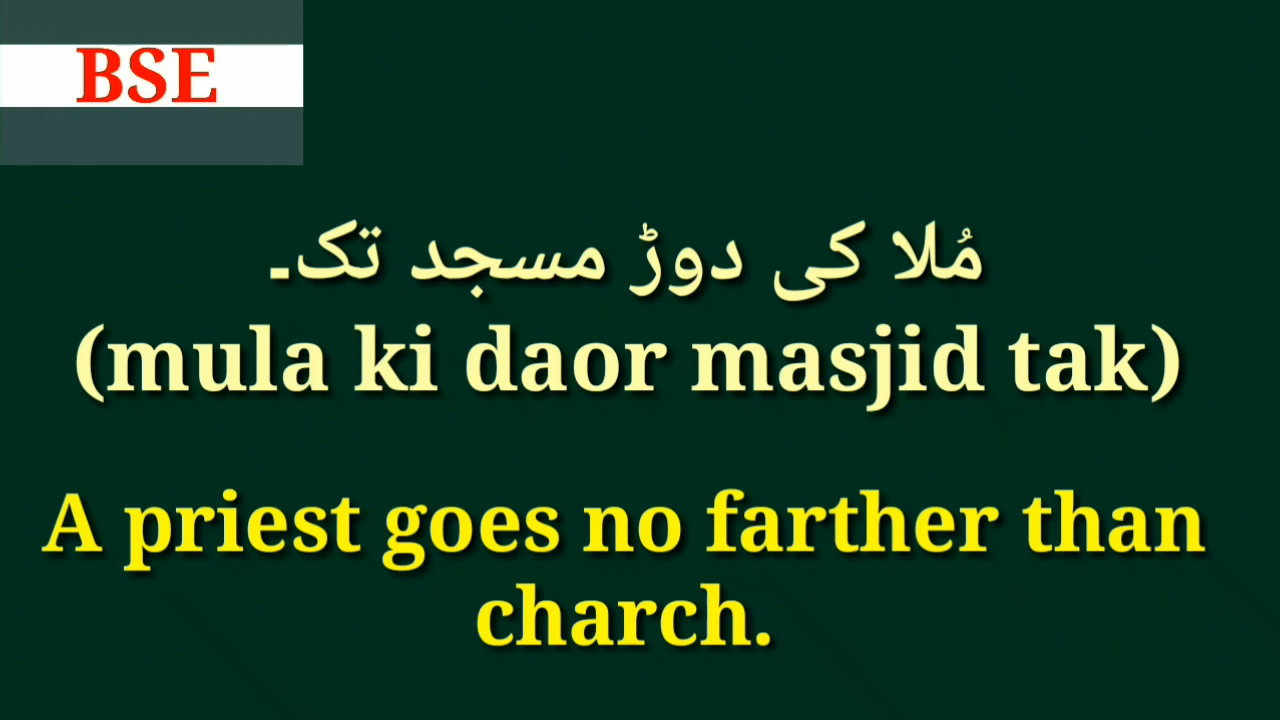 BSE
مُلا کی دوڑ مسجد تک۔
(mula ki daor masjid tak)
A priest goes no farther than
charch.